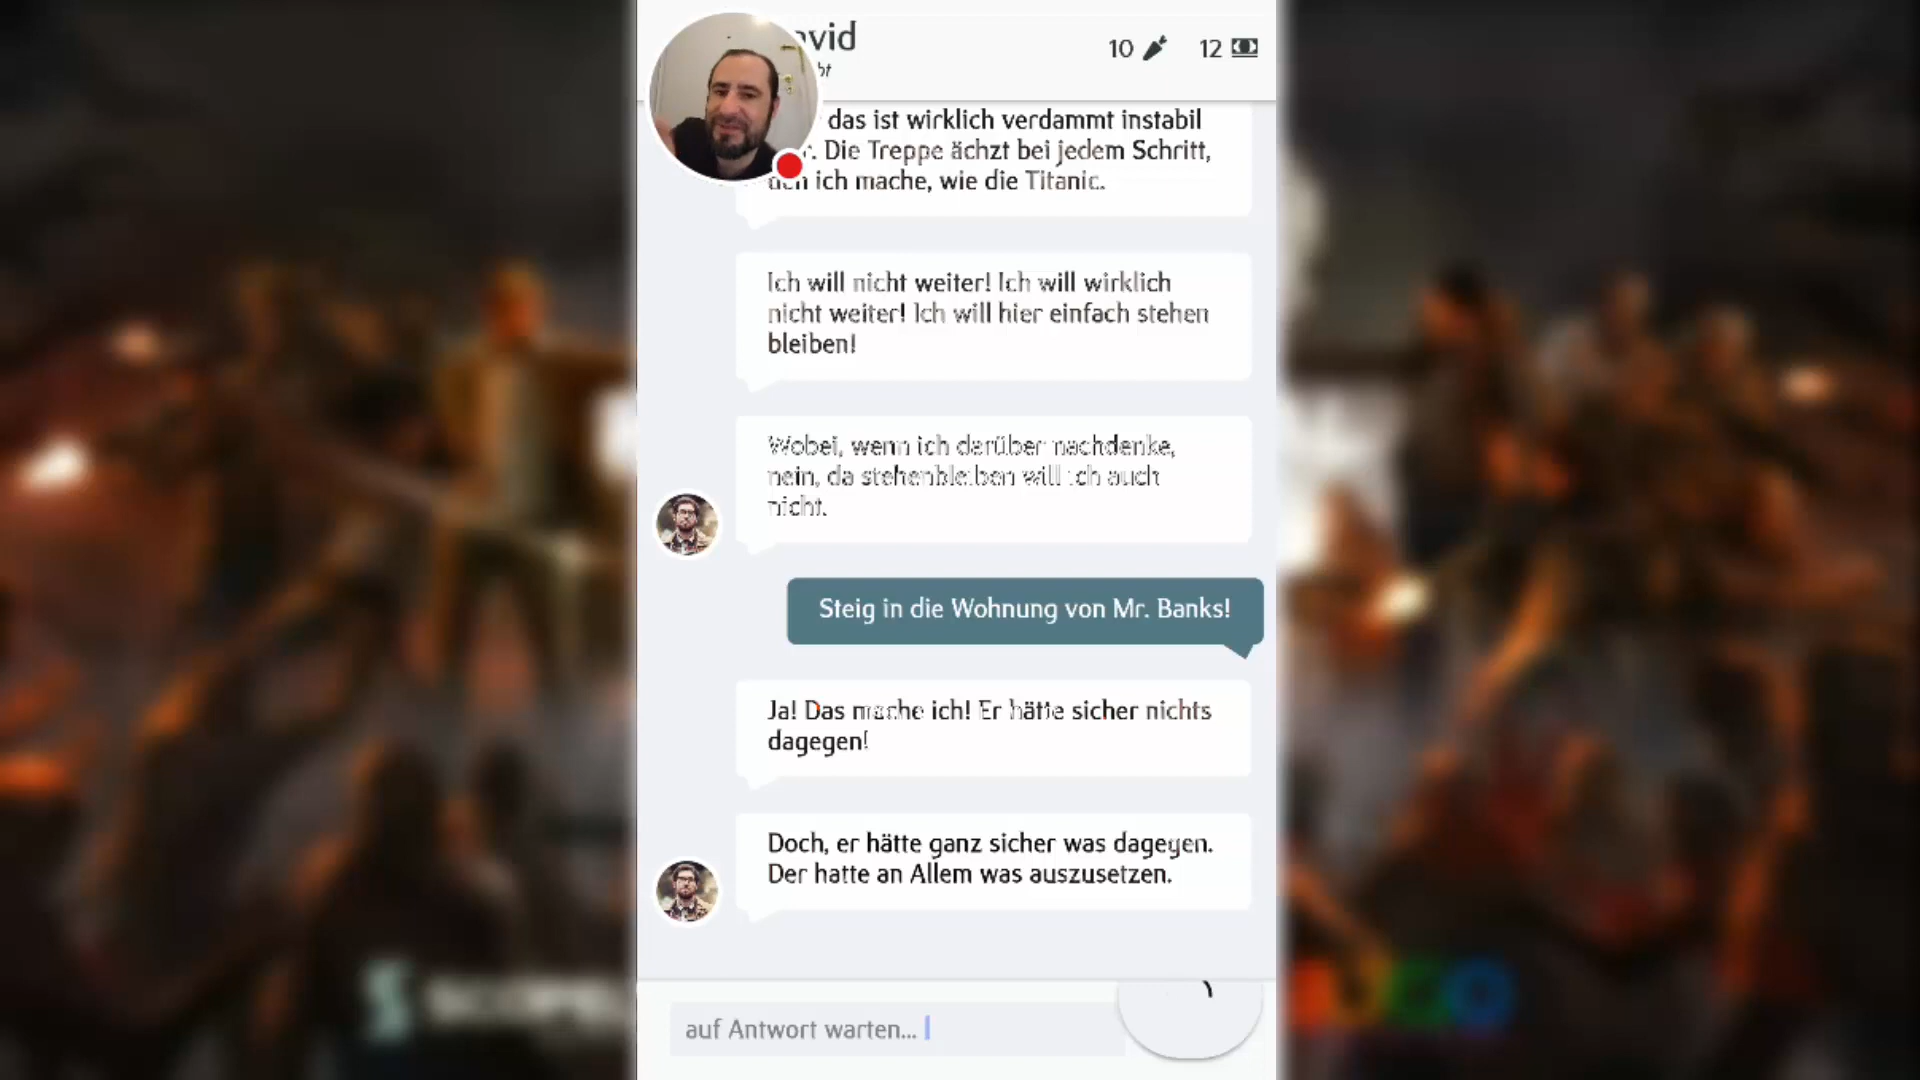 avid
10
12
ht
das ist wirklich verdammt instabil
r. Die Treppe ächzt bei jedem Schritt,
den ich mache, wie die Titanic.
Ich will nicht weiter! Ich will wirklich
nicht weiter! Ich will hier einfach stehen
bleiben!
Wobei, wenn ich darüber nachdenke,
nein, da stehenbleiben will ich auch
nicht.
Steig in die Wohnung von Mr. Banks!
Ja! Das mache ich! Er hätte sicher nichts
dagegen!
Doch, er hätte ganz sicher was dagegen.
Der hatte an Allem was auszusetzen.
auf Antwort warten...